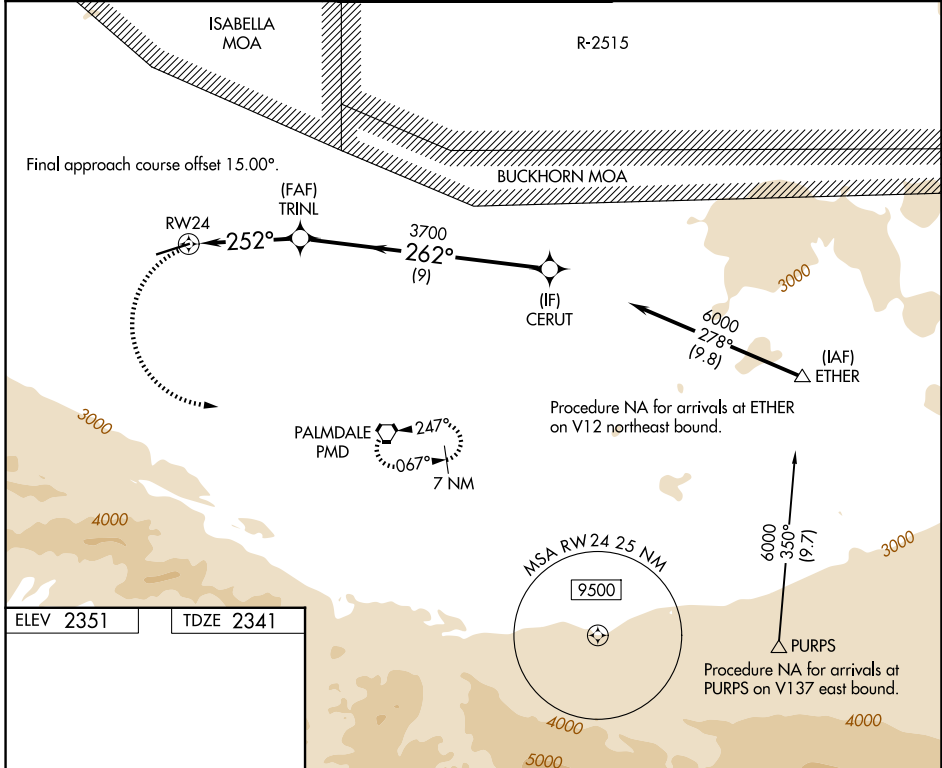 ISABELLA
MOA
R-2515
Final approach course offset 15.00°.
BUCKHORN MOA
(FAF)
TRINL
RW24
252°
3700
262°
(9)
(IF)
CERUT
3000
6000
278°
(9.8)
(IAF)
ETHER
Procedure NA for arrivals at ETHER
on V12 northeast bound.
3000
PALMDALE
PMD
247°
067°
7 NM
4000
6000
350°
(9.7)
3000
MSA RW24 25 NM
9500
ELEV 2351
TDZE 2341
PURPS
Procedure NA for arrivals at
PURPS on V137 east bound.
4000
4000
5000